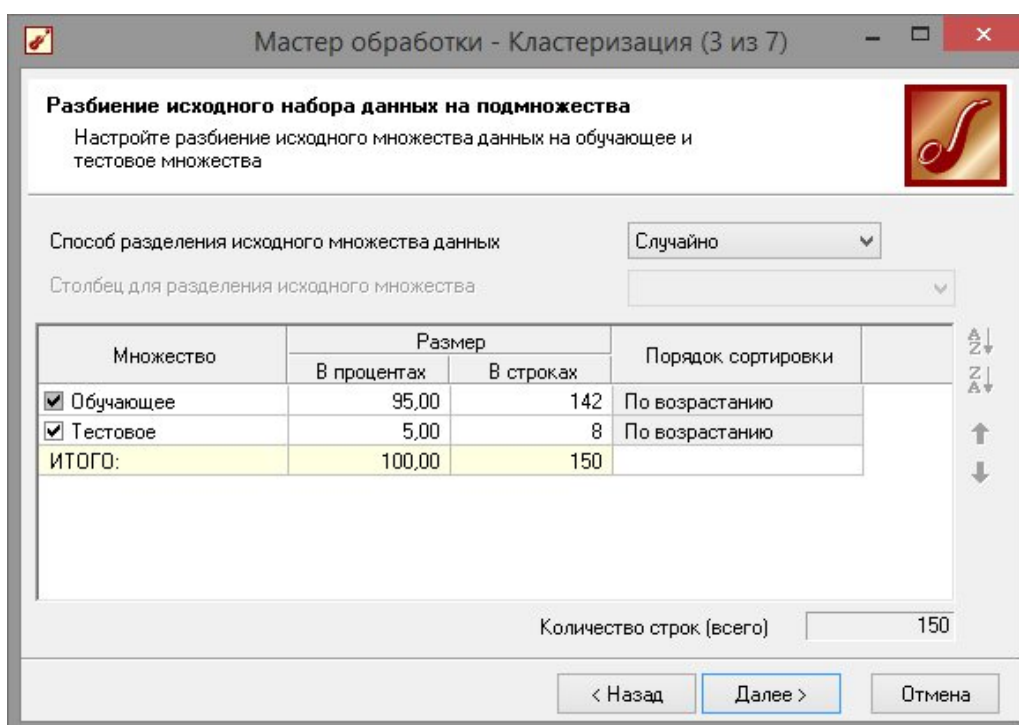 Мастер обработки - Кластеризация (3 из 7)
Разбиение исходного набора данных на подмножества
Настройте разбиение исходного множества данных на обучающее и
тестовое множества
Способ разделения исходного множества данных
Случайно
Столбец для разделения исходного множества
Множество Размер Порядок сортировки
В процентах В строках
Обучающее 95,00 142 По возрастанию
Тестовое 5,00 8 По возрастанию
ИТОГО: 100,00 150
A
Z
Z
A
Количество строк (всего) 150
< Назад Далее > Отмена